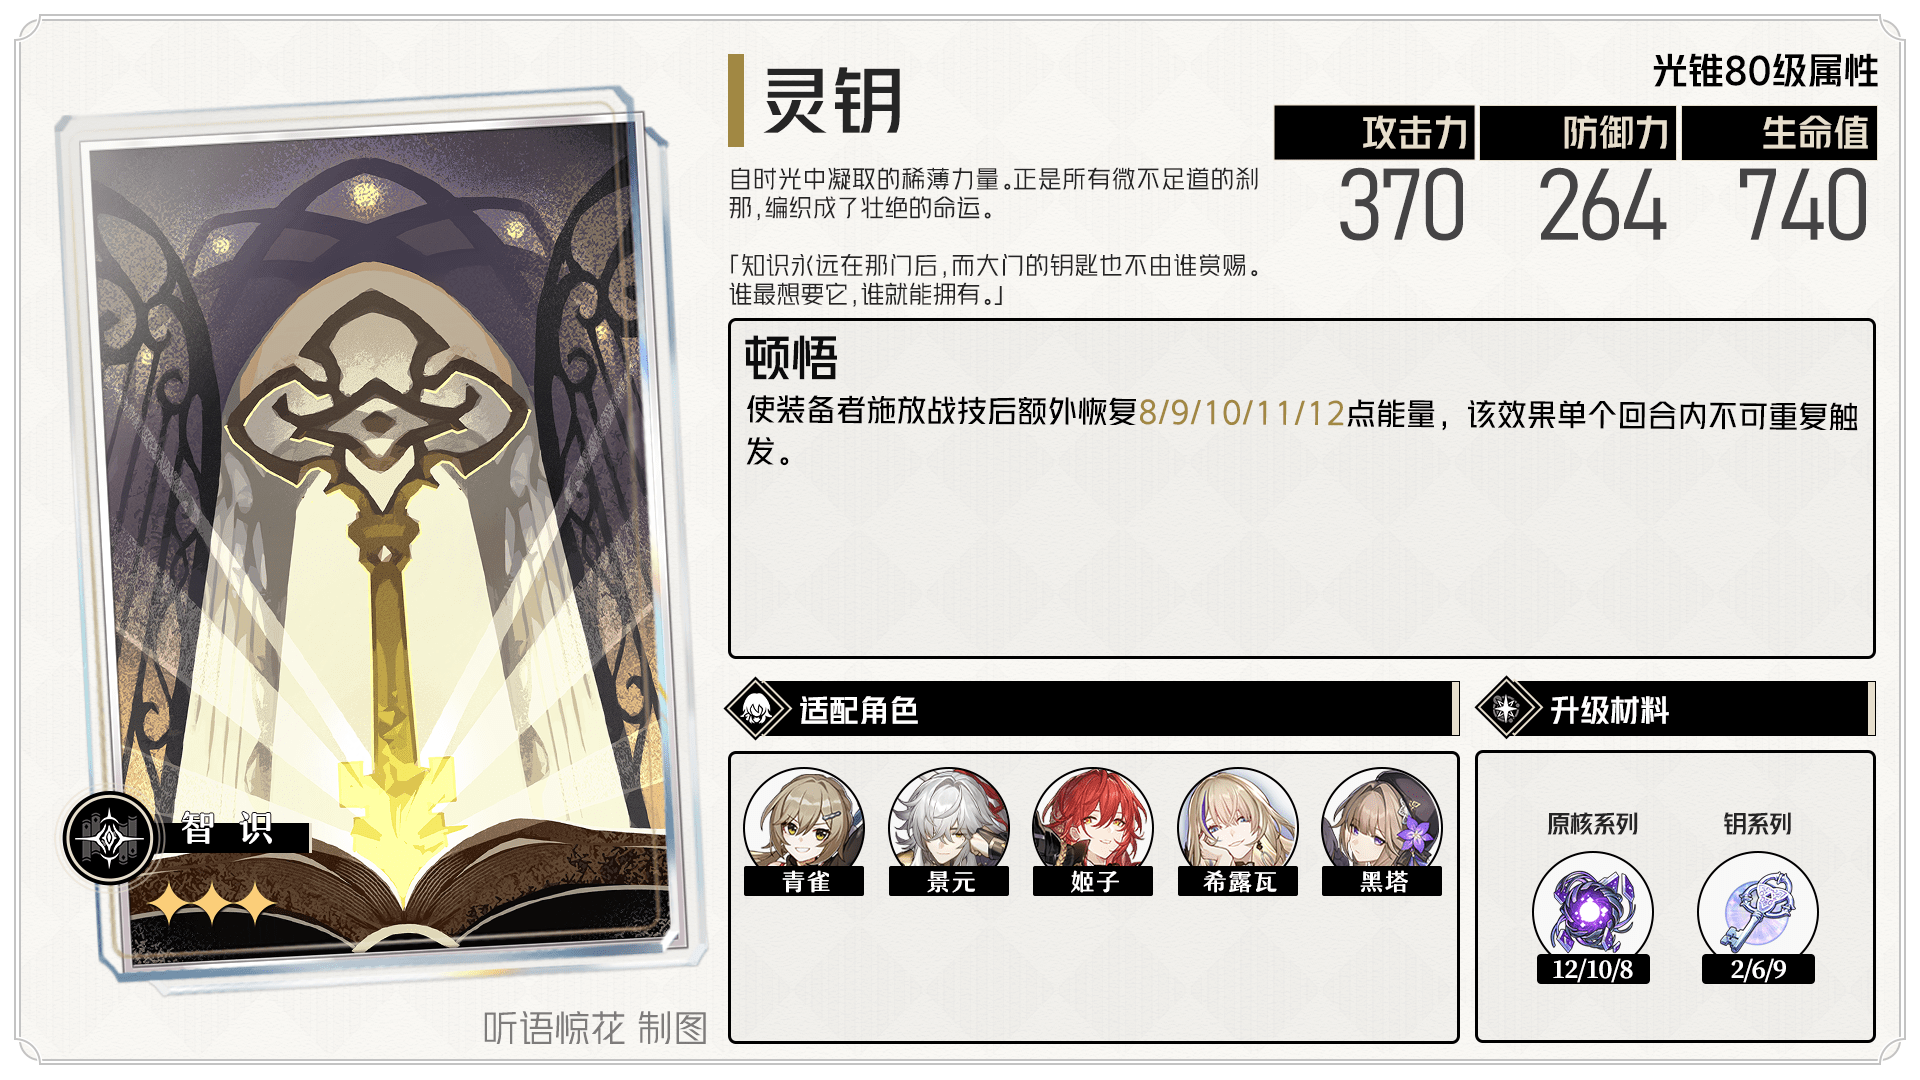 灵钥
光锥80级属性
攻击力 防御力 生命值
370 264 740
自时光中凝取的稀薄力量。正是所有微不足道的刹
那,编织成了壮绝的命运。
「知识永远在那门后,而大门的钥匙也不由谁赏赐。
谁最想要它,谁就能拥有。」
顿悟
使装备者施放战技后额外恢复8/9/10/11/12点能量，该效果单个回合内不可重复触
发。
智识
适配角色
青雀 景元 姬子 希露瓦 黑塔
升级材料
原核系列 钥系列
12/10/8 2/6/9
听语惊花 制图